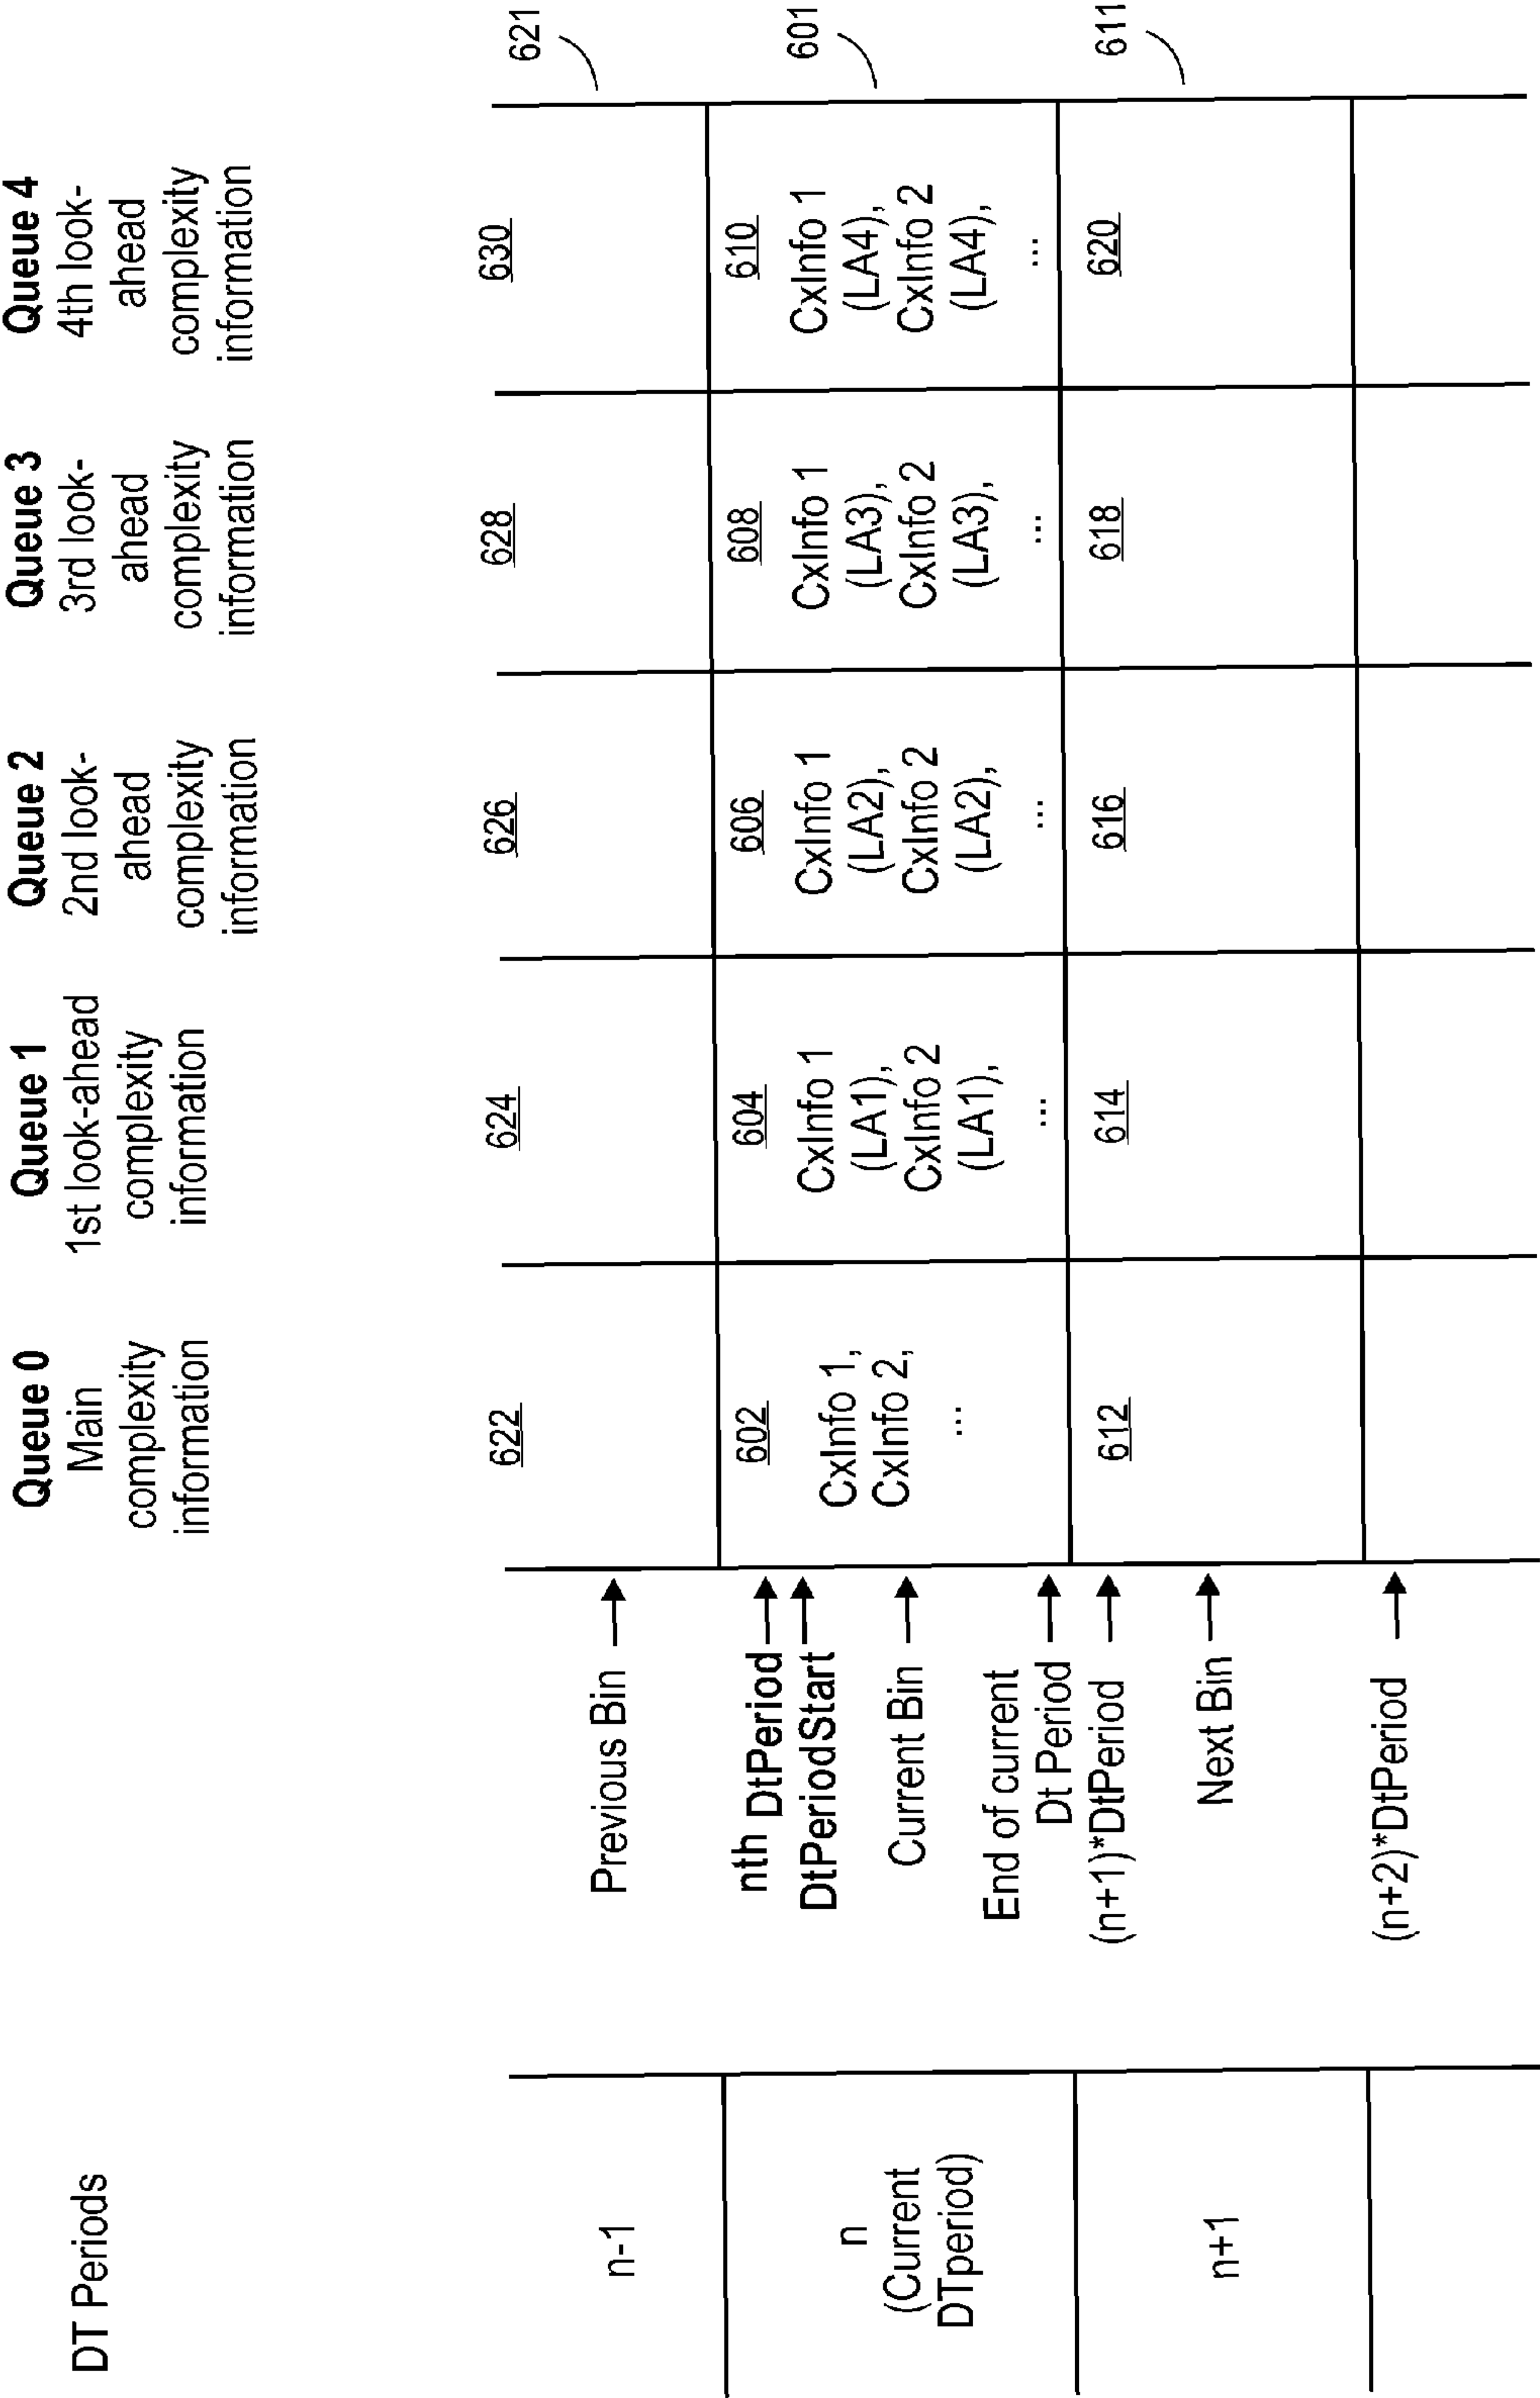 DT Periods
Queue 0
Main
complexity
information
Queue 1
1st look-ahead
complexity
information
Queue 2
2nd look-
ahead
complexity
information
Queue 3
3rd look-
ahead
complexity
information
Queue 4
4th look-
ahead
complexity
information
n-1
Previous Bin
622
624
626
628
630
621
n
(Current
DTperiod)
nth DtPeriod
DtPeriodStart
Current Bin
End of current
Dt Period
602
CxInfo 1,
CxInfo 2,
...
604
CxInfo 1
(LA1),
CxInfo 2
(LA1),
...
606
CxInfo 1
(LA2),
CxInfo 2
(LA2),
...
608
CxInfo 1
(LA3),
CxInfo 2
(LA3),
...
610
CxInfo 1
(LA4),
CxInfo 2
(LA4),
...
601
n+1
(n+1)*DtPeriod
Next Bin
612
614
616
618
620
611
(n+2)*DtPeriod